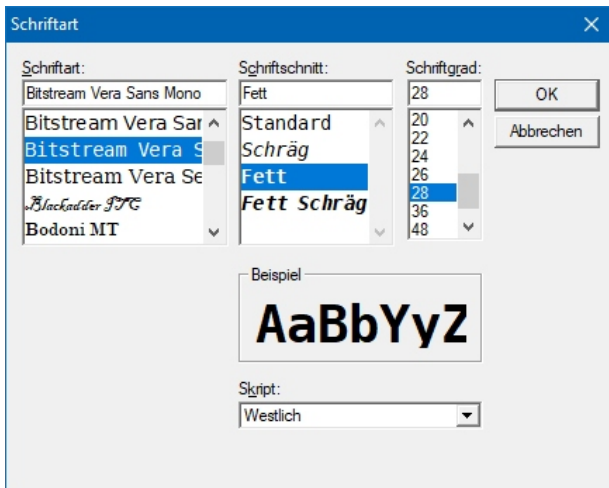 Schriftart
Schriftart:
Bitstream Vera Sans Mono
Bitstream Vera San
Bitstream Vera S
Bitstream Vera Se
Blackadder ITC
Bodoni MT
Schriftschnitt:
Fett
Standard
Schräg
Fett
Fett Schräg
Schriftgrad:
28
20
22
24
26
28
36
48
OK
Abbrechen
Beispiel
AaBbYyZ
Skript:
Westlich